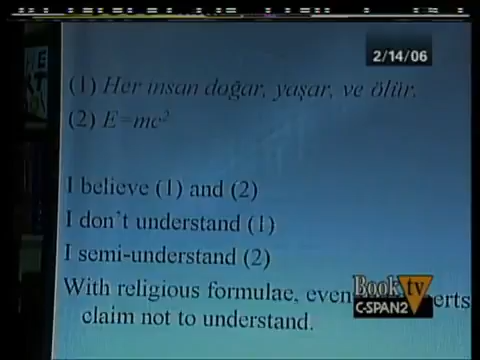 2/14/06
(1) Her insan doğar, yaşar, ve ölür.
(2) E=mc²
I believe (1) and (2)
I don't understand (1)
I semi-understand (2)
With religious formulae, even erts
claim not to understand.
Book tv
C-SPAN2